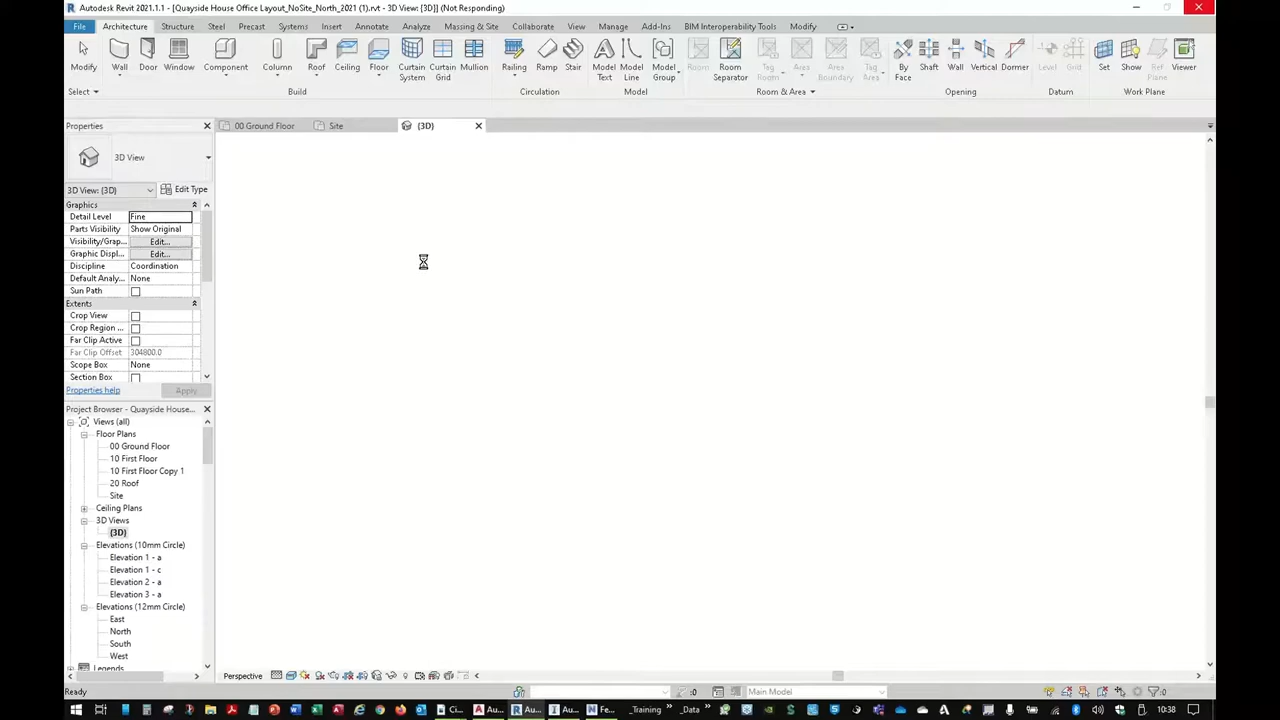 Autodesk Revit 2021.1.1 - [Quayside House Office Layout_NoSite_North_2021 (1).rvt - 3D View: {3D}] (Not Responding)
File Architecture Structure Steel Precast Systems Insert Annotate Analyze Massing & Site Collaborate View Manage Add-Ins BIM Interoperability Tools Modify
Modify Wall Door Window Component Column Roof Ceiling Floor Curtain System Curtain Grid Mullion Railing Ramp Stair Model Text Model Line Model Group Room Room Separator Tag Room Area Area Boundary Tag Area By Face Shaft Wall Vertical Dormer Level Grid Set Show Ref Plane Viewer
Select Build Circulation Model Room & Area Opening Datum Work Plane
Properties
00 Ground Floor Site {3D}
3D View
3D View: {3D} Edit Type
Graphics
Detail Level Fine
Parts Visibility Show Original
Visibility/Grap... Edit...
Graphic Displ... Edit...
Discipline Coordination
Default Analy... None
Sun Path
Extents
Crop View
Crop Region ...
Far Clip Active
Far Clip Offset 304800.0
Scope Box None
Section Box
Properties help Apply
Project Browser - Quayside House...
Views (all)
Floor Plans
00 Ground Floor
10 First Floor
10 First Floor Copy 1
20 Roof
Site
Ceiling Plans
3D Views
{3D}
Elevations (10mm Circle)
Elevation 1 - a
Elevation 1 - c
Elevation 2 - a
Elevation 3 - a
Elevations (12mm Circle)
East
North
South
West
Legends
Perspective
Ready :0 Main Model :0
Ci... Au... Au... Au... Fe... _Training _Data 10:38